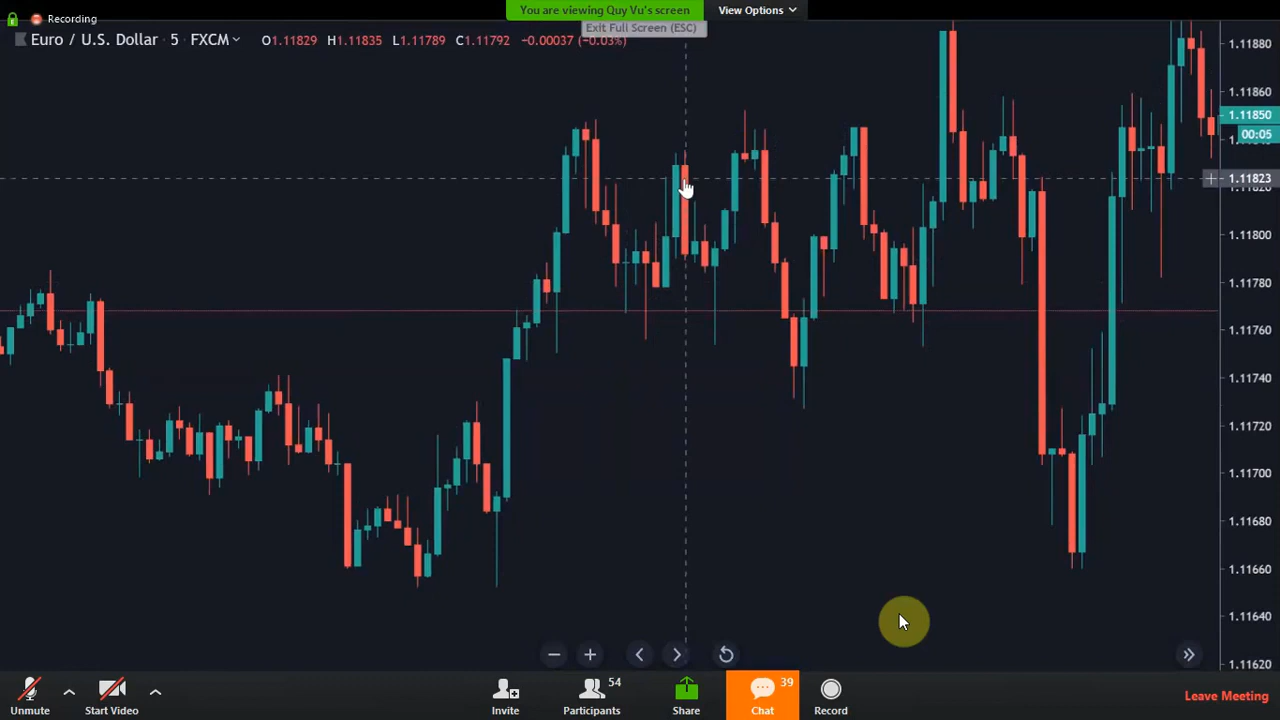 Recording
You are viewing Quy Vu's screen
View Options
Exit Full Screen (ESC)
Euro / U.S. Dollar · 5 · FXCM
O1.11829 H1.11835 L1.11789 C1.11792 −0.00037 (−0.03%)
1.11880
1.11860
1.11850
00:05
1.11823
1.11800
1.11780
1.11760
1.11740
1.11720
1.11700
1.11680
1.11660
1.11640
1.11620
Unmute
Start Video
Invite
54
Participants
Share
39
Chat
Record
Leave Meeting